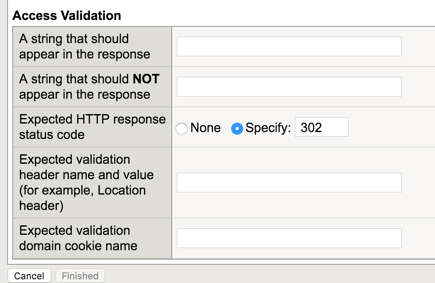 Access Validation
A string that should
appear in the response
A string that should NOT
appear in the response
Expected HTTP response
status code
None Specify: 302
Expected validation
header name and value
(for example, Location
header)
Expected validation
domain cookie name
Cancel Finished